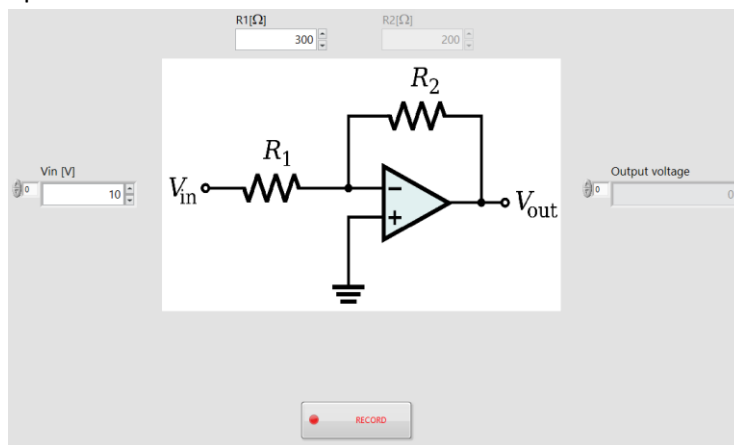 R1[Ω]
R2[Ω]
300
200
R2
R1
Vin [V]
0
10
Vin
−
+
Vout
Output voltage
0
0
RECORD